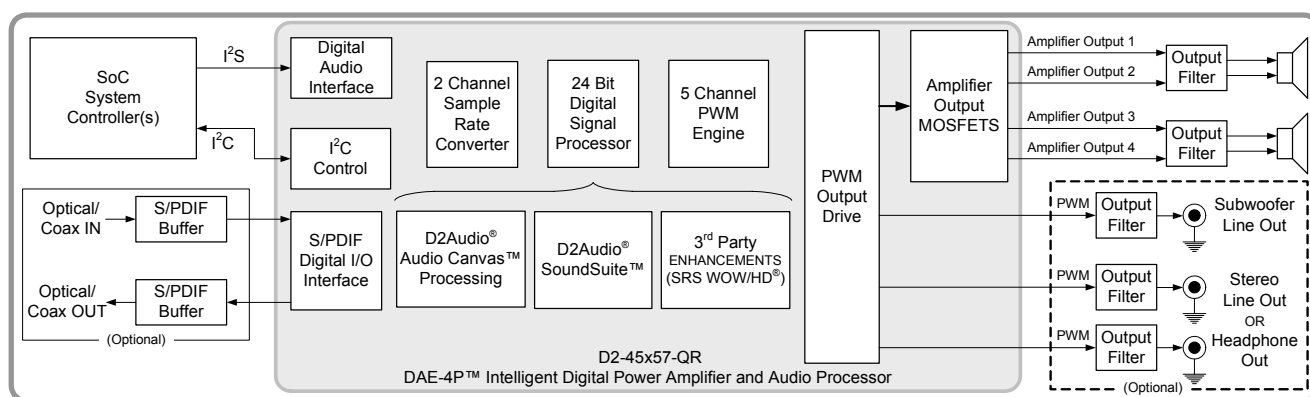 SoC
System
Controller(s)
I²S
I²C
Digital
Audio
Interface
I²C
Control
2 Channel
Sample
Rate
Converter
24 Bit
Digital
Signal
Processor
5 Channel
PWM
Engine
PWM
Output
Drive
Amplifier
Output
MOSFETS
Amplifier Output 1
Amplifier Output 2
Amplifier Output 3
Amplifier Output 4
Output
Filter
Output
Filter
Optical/
Coax IN
S/PDIF
Buffer
Optical/
Coax OUT
S/PDIF
Buffer
(Optional)
S/PDIF
Digital I/O
Interface
D2Audio®
Audio Canvas™
Processing
D2Audio®
SoundSuite™
3rd Party
ENHANCEMENTS
(SRS WOW/HD®)
PWM
Output
Filter
Subwoofer
Line Out
PWM
Output
Filter
Stereo
Line Out
OR
Headphone
Out
PWM
Output
Filter
(Optional)
D2-45x57-QR
DAE-4P™ Intelligent Digital Power Amplifier and Audio Processor